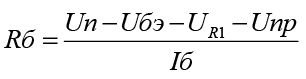 Rб = (Uп − Uбэ − U_R1 − Uпр) / Iб